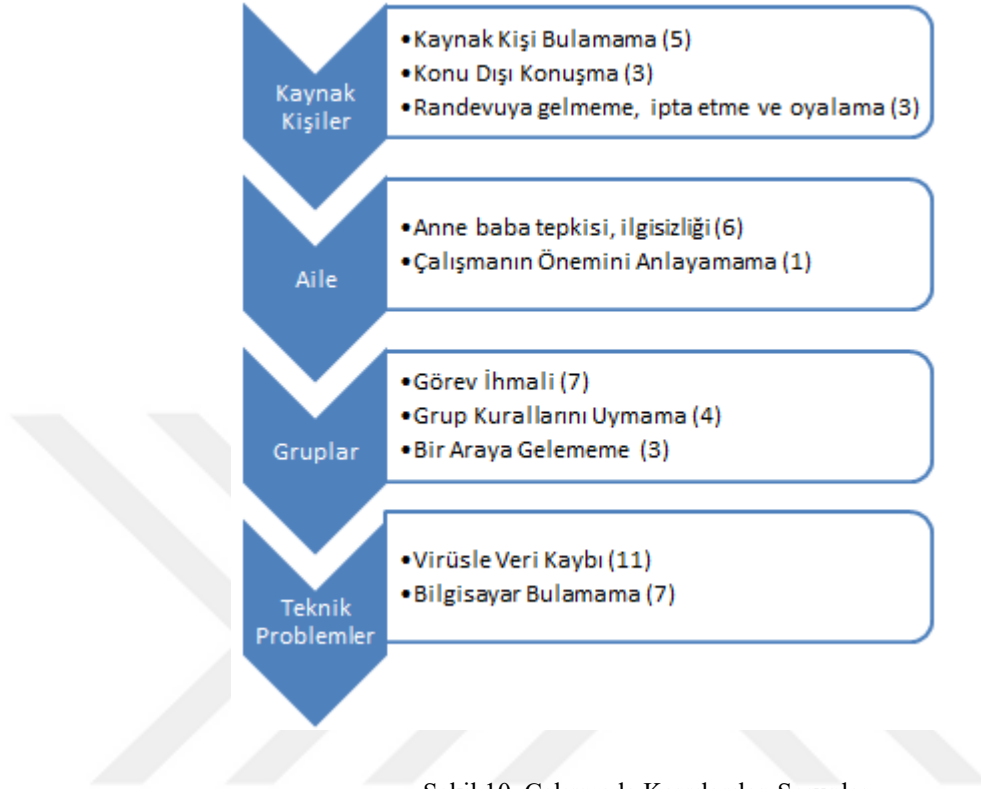 Kaynak
Kişiler
•Kaynak Kişi Bulamama (5)
•Konu Dışı Konuşma (3)
•Randevuya gelmeme, ipta etme ve oyalama (3)
Aile
•Anne baba tepkisi, ilgisizliği (6)
•Çalışmanın Önemini Anlayamama (1)
Gruplar
•Görev İhmali (7)
•Grup Kurallarını Uymama (4)
•Bir Araya Gelememe (3)
Teknik
Problemler
•Virüsle Veri Kaybı (11)
•Bilgisayar Bulamama (7)